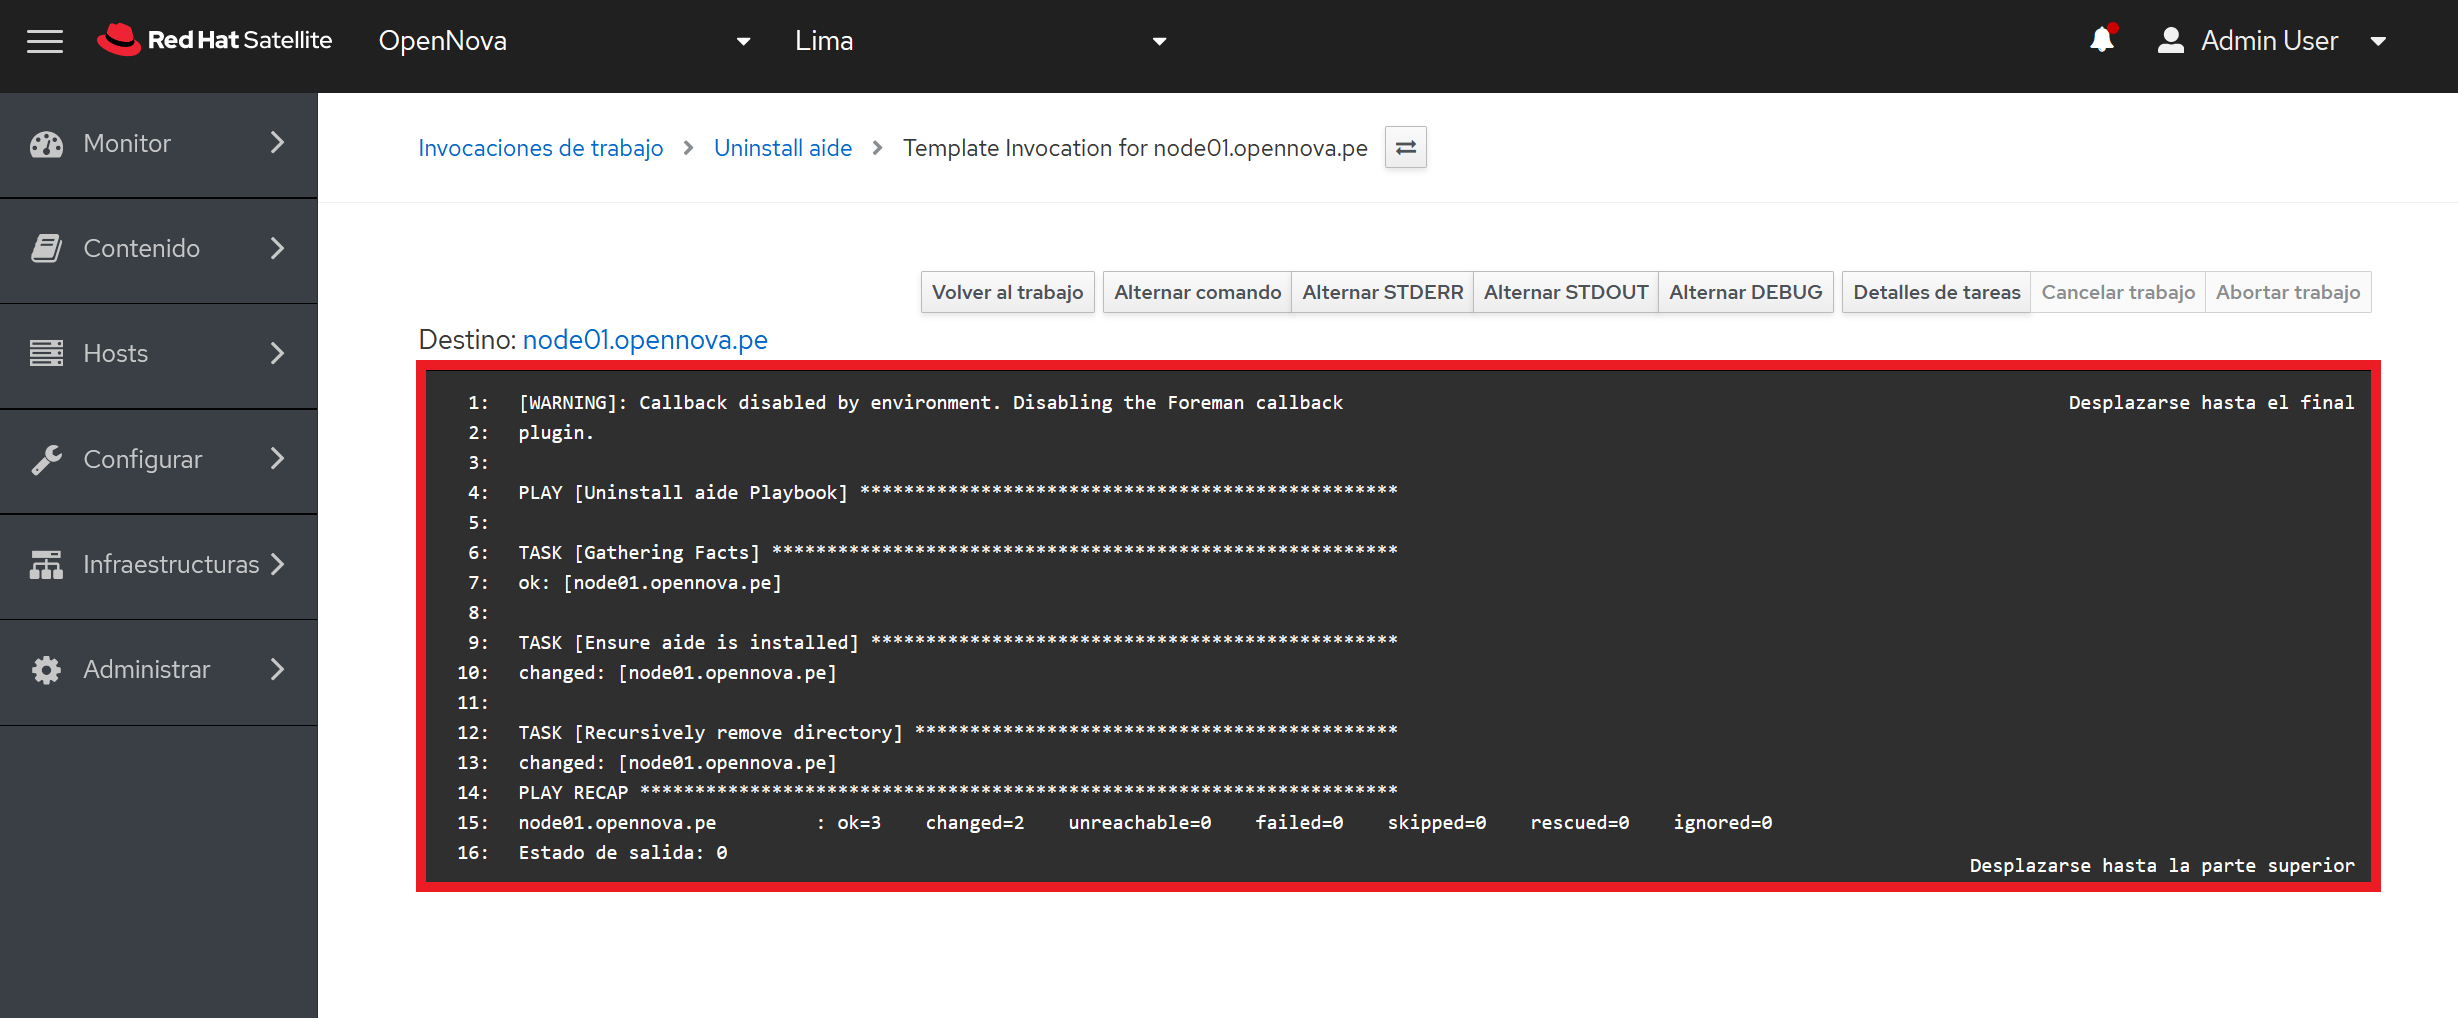 Red Hat Satellite OpenNova Lima Admin User
Monitor
Contenido
Hosts
Configurar
Infraestructuras
Administrar
Invocaciones de trabajo > Uninstall aide > Template Invocation for node01.opennova.pe
Volver al trabajo Alternar comando Alternar STDERR Alternar STDOUT Alternar DEBUG Detalles de tareas Cancelar trabajo Abortar trabajo
Destino: node01.opennova.pe
1: [WARNING]: Callback disabled by environment. Disabling the Foreman callback Desplazarse hasta el final
2: plugin.
3:
4: PLAY [Uninstall aide Playbook] *************************************************
5:
6: TASK [Gathering Facts] *********************************************************
7: ok: [node01.opennova.pe]
8:
9: TASK [Ensure aide is installed] ************************************************
10: changed: [node01.opennova.pe]
11:
12: TASK [Recursively remove directory] ********************************************
13: changed: [node01.opennova.pe]
14: PLAY RECAP *********************************************************************
15: node01.opennova.pe : ok=3 changed=2 unreachable=0 failed=0 skipped=0 rescued=0 ignored=0
16: Estado de salida: 0
Desplazarse hasta la parte superior